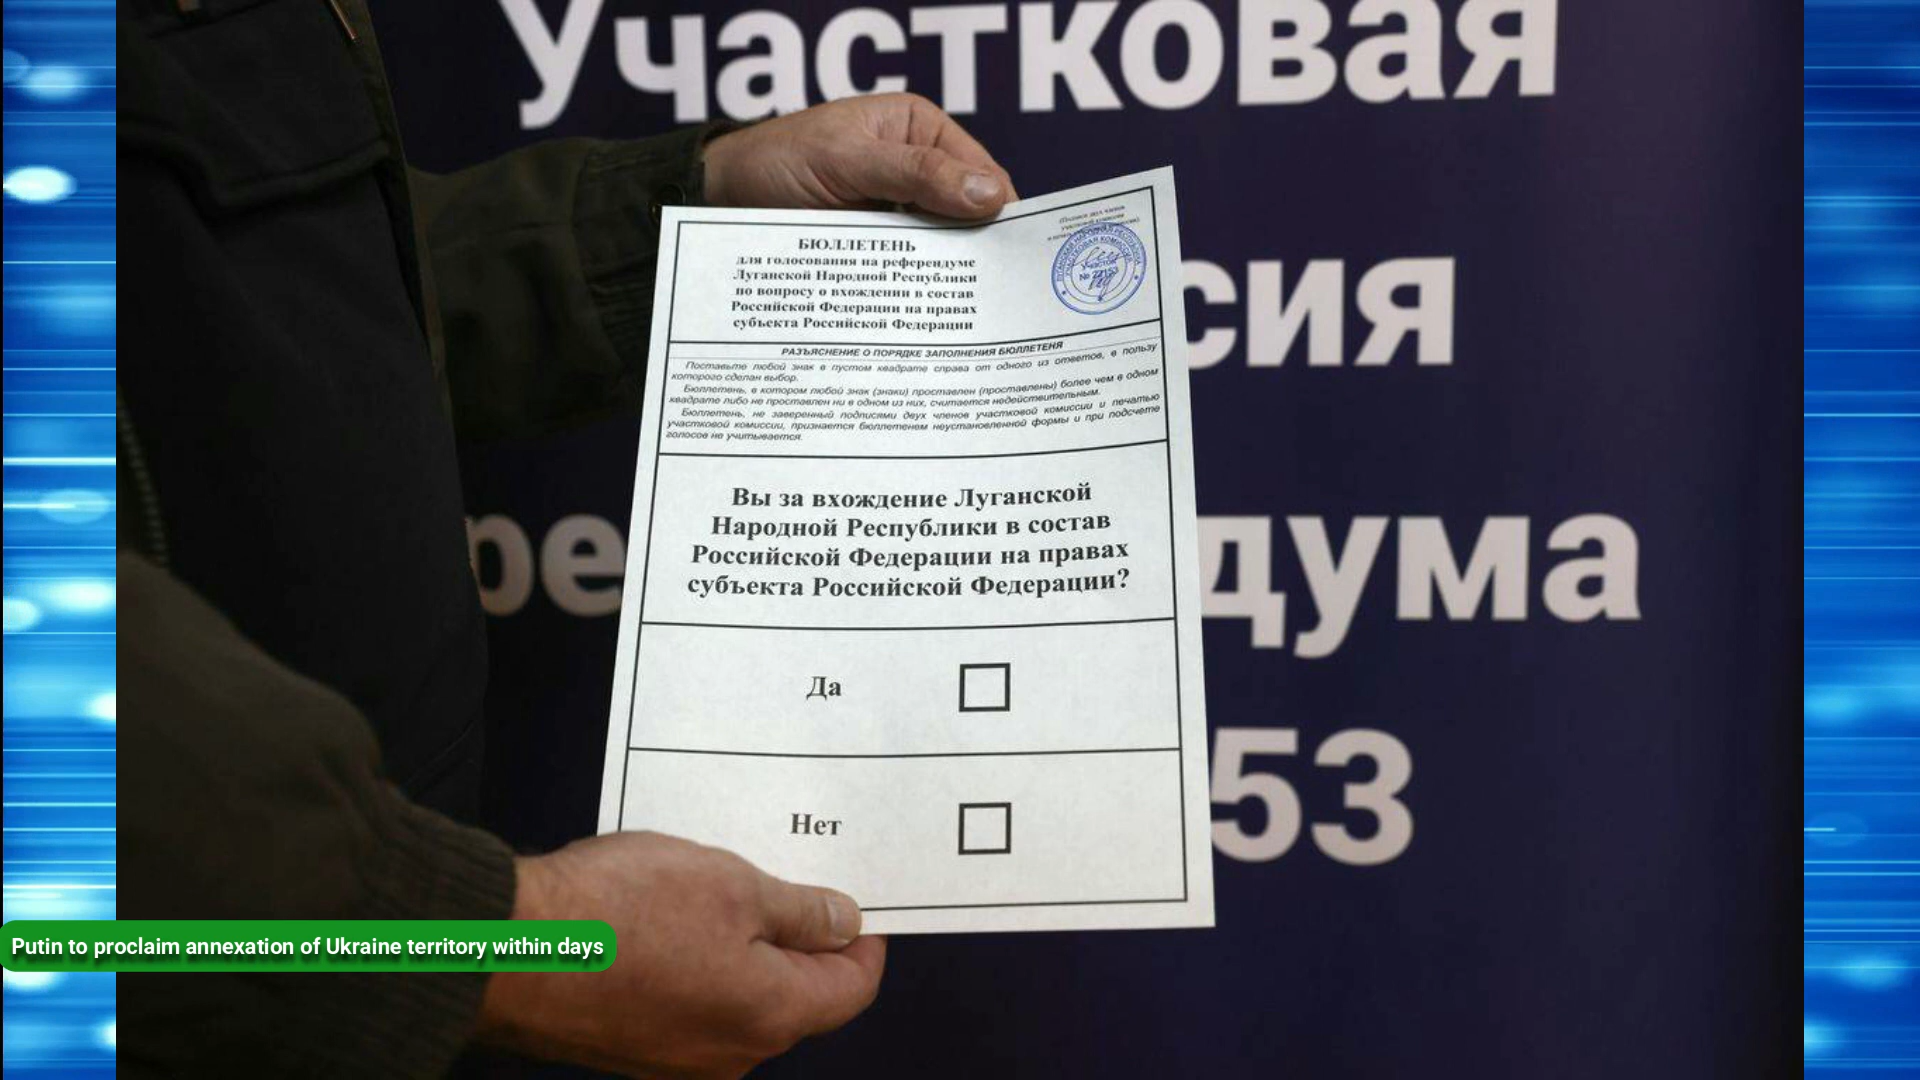 Участковая
сия
ре
дума
53
БЮЛЛЕТЕНЬ
для голосования на референдуме
Луганской Народной Республики
по вопросу о вхождении в состав
Российской Федерации на правах
субъекта Российской Федерации
№ 22153
РАЗЪЯСНЕНИЕ О ПОРЯДКЕ ЗАПОЛНЕНИЯ БЮЛЛЕТЕНЯ
Поставьте любой знак в пустом квадрате справа от одного из ответов, в пользу
которого сделан выбор.
Бюллетень, в котором любой знак (знаки) проставлен (проставлены) более чем в одном
квадрате либо не проставлен ни в одном из них, считается недействительным.
Бюллетень, не заверенный подписями двух членов участковой комиссии и печатью
участковой комиссии, признается бюллетенем неустановленной формы и при подсчете
голосов не учитывается.
Вы за вхождение Луганской
Народной Республики в состав
Российской Федерации на правах
субъекта Российской Федерации?
Да
Нет
Putin to proclaim annexation of Ukraine territory within days